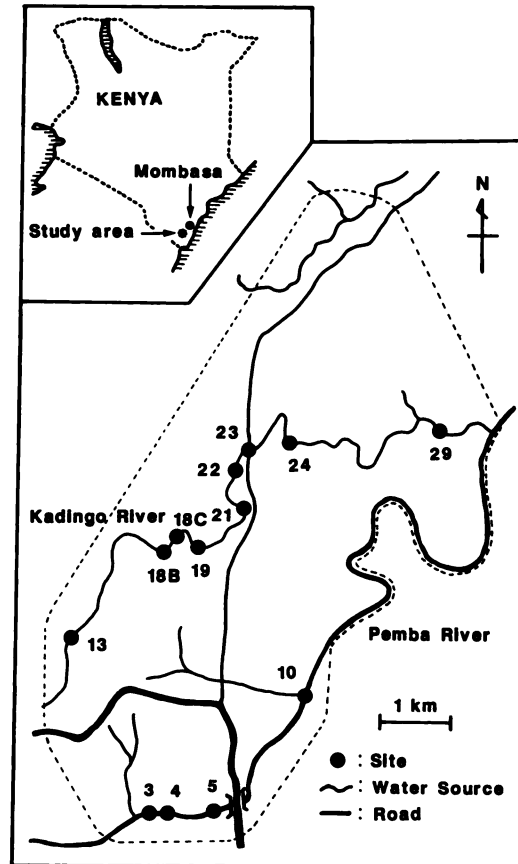 KENYA
Mombasa
Study area
N
23
24
29
22
Kadingo River
18C
21
18B
19
13
Pemba River
10
1 km
: Site
: Water Source
: Road
3
4
5